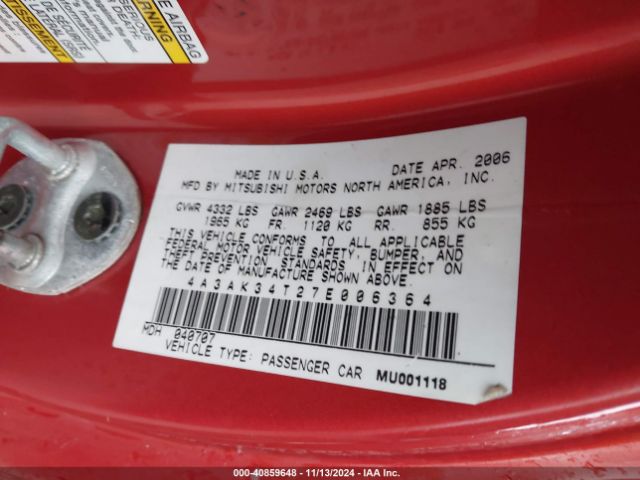 SERIOUS
DEATH.
E AIRBAG
WARNING
MADE IN U.S.A. DATE APR. 2006
MFD BY MITSUBISHI MOTORS NORTH AMERICA, INC.
GVWR 4332 LBS GAWR 2469 LBS GAWR 1885 LBS
1965 KG FR. 1120 KG RR. 855 KG
THIS VEHICLE CONFORMS TO ALL APPLICABLE
FEDERAL MOTOR VEHICLE SAFETY, BUMPER, AND
THEFT PREVENTION STANDARDS IN EFFECT ON
THE DATE OF MANUFACTURE SHOWN ABOVE.
4A3AK34T27E006364
MDH 040707
VEHICLE TYPE: PASSENGER CAR MU001118
000-40859648 - 11/13/2024 - IAA Inc.